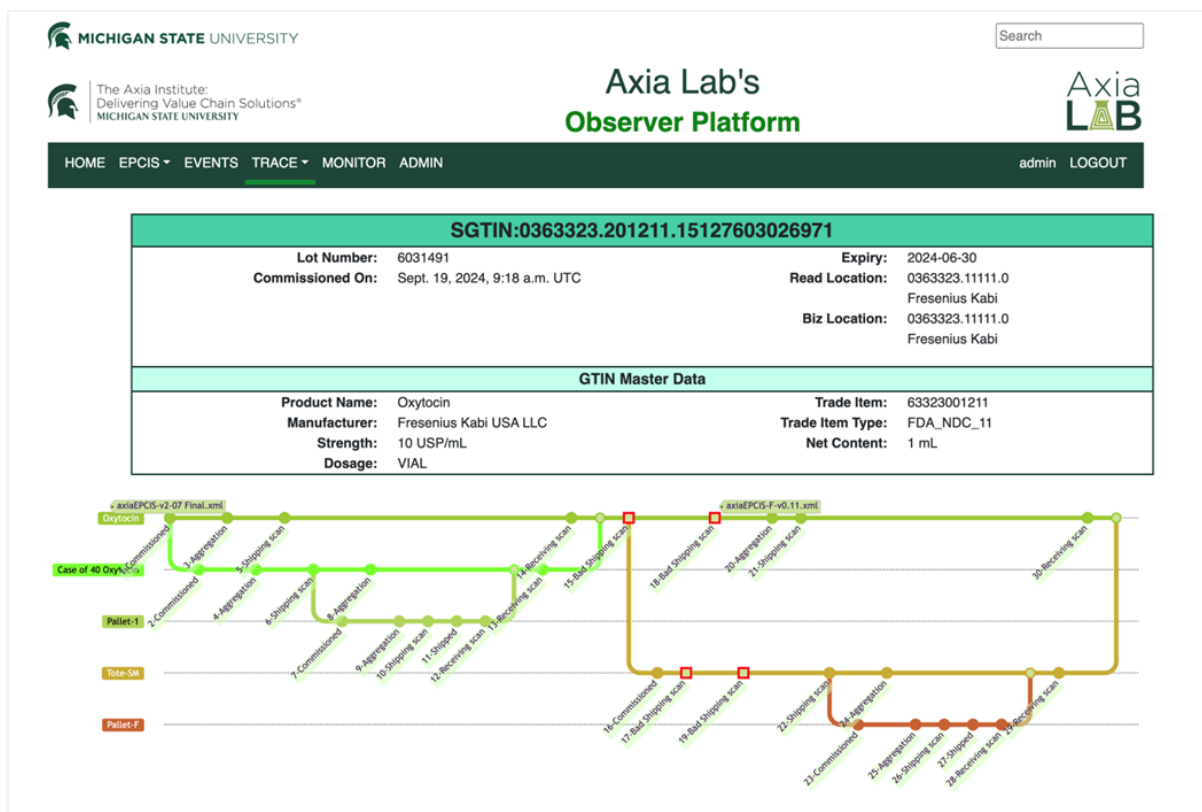 MICHIGAN STATE UNIVERSITY
Search
The Axia Institute:
Delivering Value Chain Solutions®
MICHIGAN STATE UNIVERSITY
Axia Lab's
Observer Platform
Axia
LAB
HOME EPCIS EVENTS TRACE MONITOR ADMIN admin LOGOUT
SGTIN:0363323.201211.15127603026971
Lot Number: 6031491 Expiry: 2024-06-30
Commissioned On: Sept. 19, 2024, 9:18 a.m. UTC Read Location: 0363323.11111.0
Fresenius Kabi
Biz Location: 0363323.11111.0
Fresenius Kabi
GTIN Master Data
Product Name: Oxytocin Trade Item: 63323001211
Manufacturer: Fresenius Kabi USA LLC Trade Item Type: FDA_NDC_11
Strength: 10 USP/mL Net Content: 1 mL
Dosage: VIAL
axiaEPCIS-v2-07 Final.xml axiaEPCIS-F-v0.11.xml
Oxytocin
-Commissioned
3-Aggregation
5-Shipping scan
14-Receiving scan
15-Bad Shipping scan
18-Bad Shipping scan
20-Aggregation
21-Shipping scan
30-Receiving scan
Case of 40 Oxytocin
2-Commissioned
4-Aggregation
6-Shipping scan
8-Aggregation
13-Receiving scan
Pallet-1
7-Commissioned
9-Aggregation
10-Shipping scan
11-Shipped
12-Receiving scan
Tote-SM
16-Commissioned
17-Bad Shipping scan
19-Bad Shipping scan
22-Shipping scan
24-Aggregation
29-Receiving scan
Pallet-F
23-Commissioned
25-Aggregation
26-Shipping scan
27-Shipped
28-Receiving scan